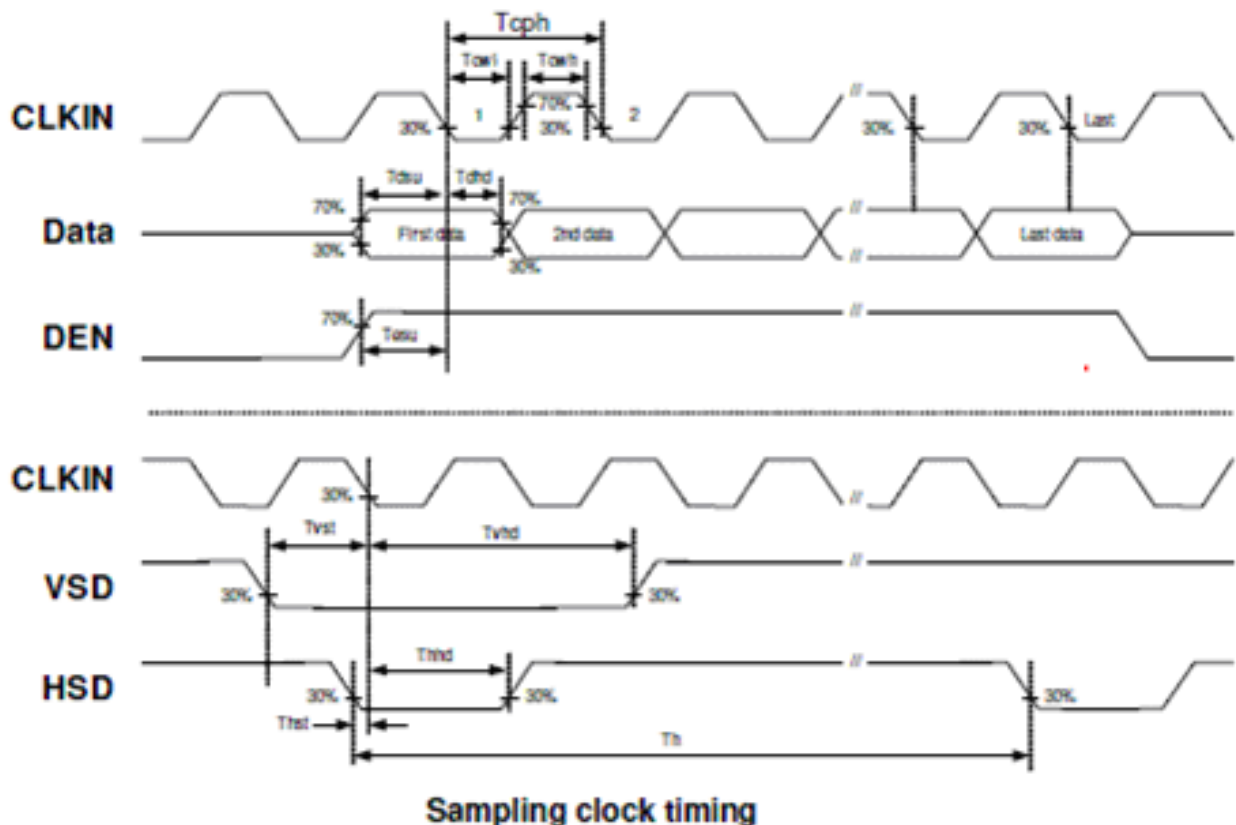 Tcph
Tcwl Tcwh
CLKIN 30% 1 70% 30% 2 // 30% 30% Last
Tdsu Tdhd
70% 70%
Data First data 2nd data // Last data
30% 30%
DEN 70% Tesu //
CLKIN 30% //
Tvst Tvhd
VSD 30% 30% //
Thhd
HSD 30% 30% // 30%
Thst
Th
Sampling clock timing